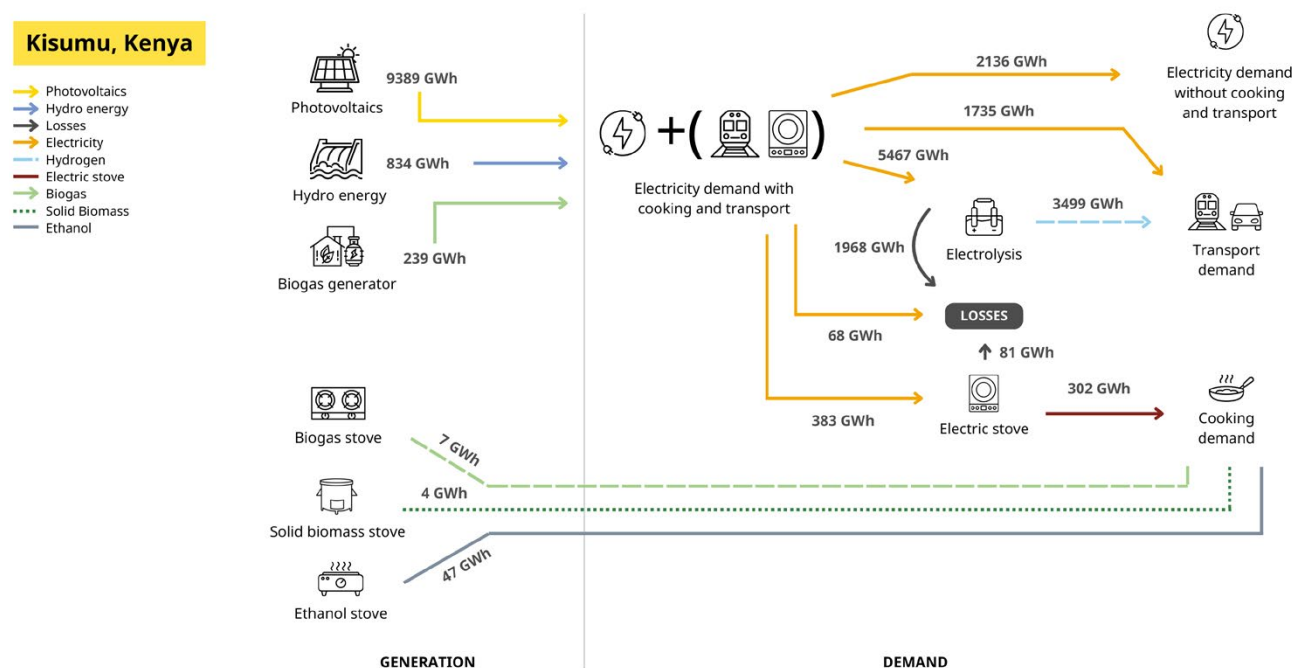 Kisumu, Kenya
Photovoltaics
Hydro energy
Losses
Electricity
Hydrogen
Electric stove
Biogas
Solid Biomass
Ethanol
9389 GWh
Photovoltaics
834 GWh
Hydro energy
239 GWh
Biogas generator
Biogas stove
7 GWh
4 GWh
Solid biomass stove
47 GWh
Ethanol stove
GENERATION
+( )
Electricity demand with
cooking and transport
2136 GWh
Electricity demand
without cooking
and transport
1735 GWh
5467 GWh
3499 GWh
Electrolysis
Transport
demand
1968 GWh
LOSSES
68 GWh
81 GWh
302 GWh
383 GWh
Electric stove
Cooking
demand
DEMAND